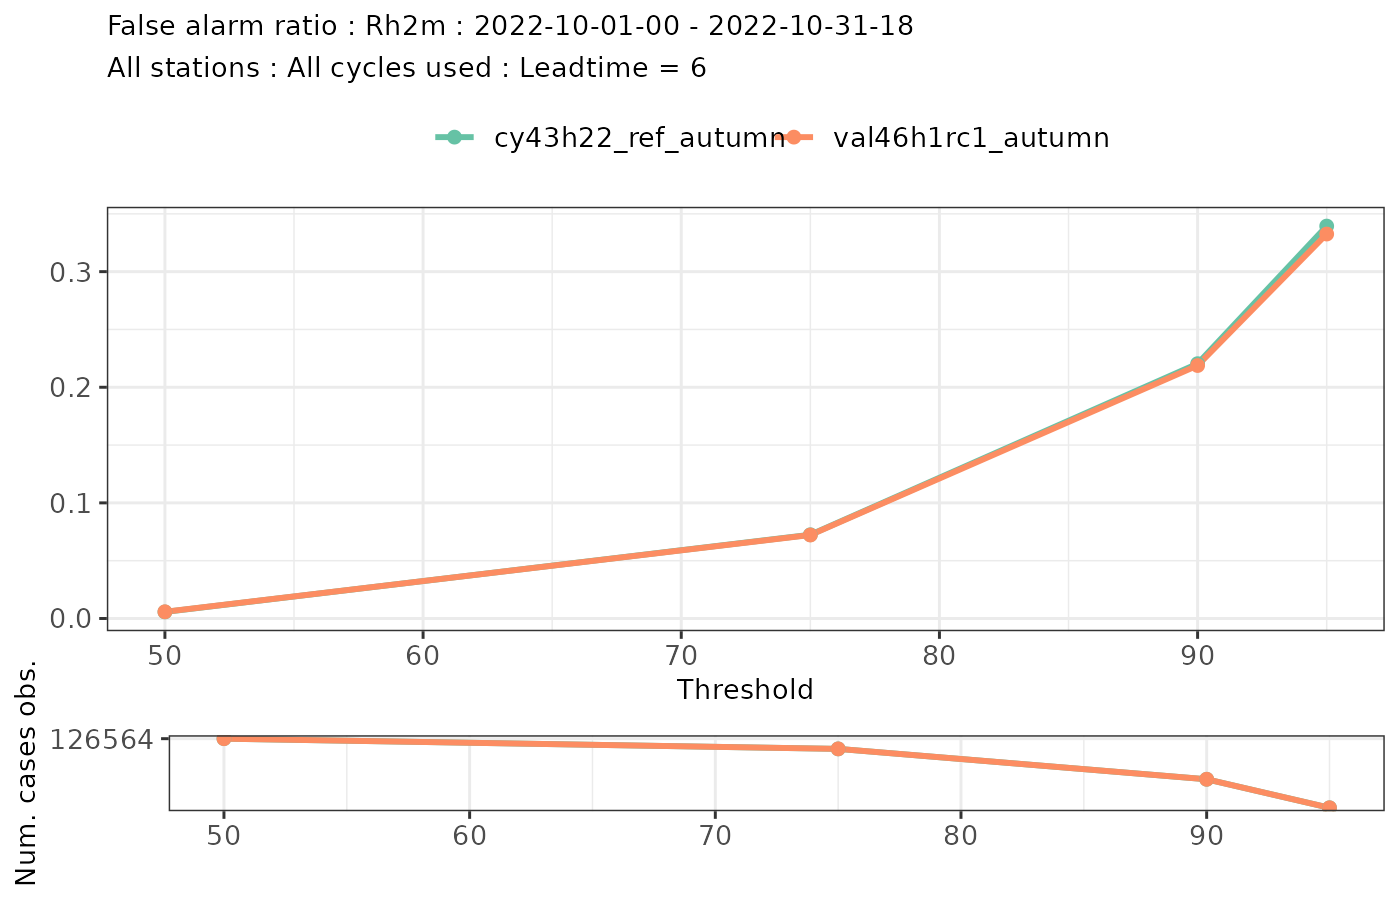 False alarm ratio : Rh2m : 2022-10-01-00 - 2022-10-31-18
All stations : All cycles used : Leadtime = 6
cy43h22_ref_autumn val46h1rc1_autumn
0.3
0.2
0.1
0.0
50 60 70 80 90
Threshold
Num. cases obs.
126564
50 60 70 80 90